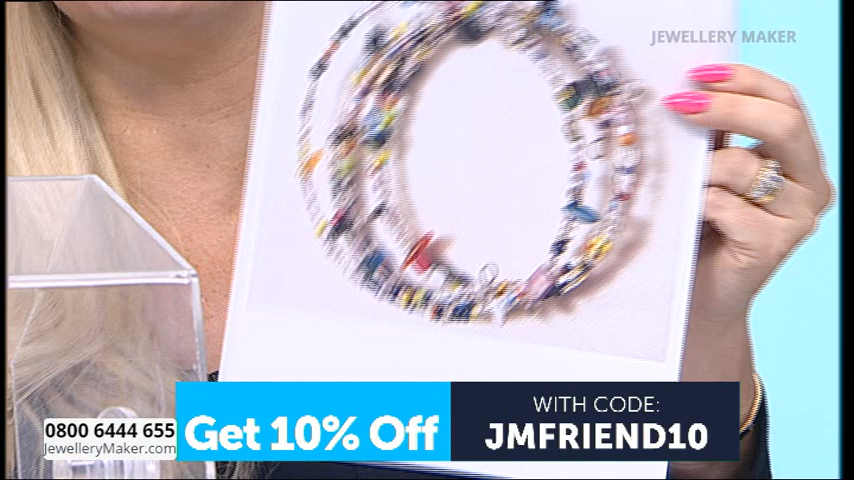 JEWELLERY MAKER
0800 6444 655
JewelleryMaker.com
Get 10% Off
WITH CODE:
JMFRIEND10